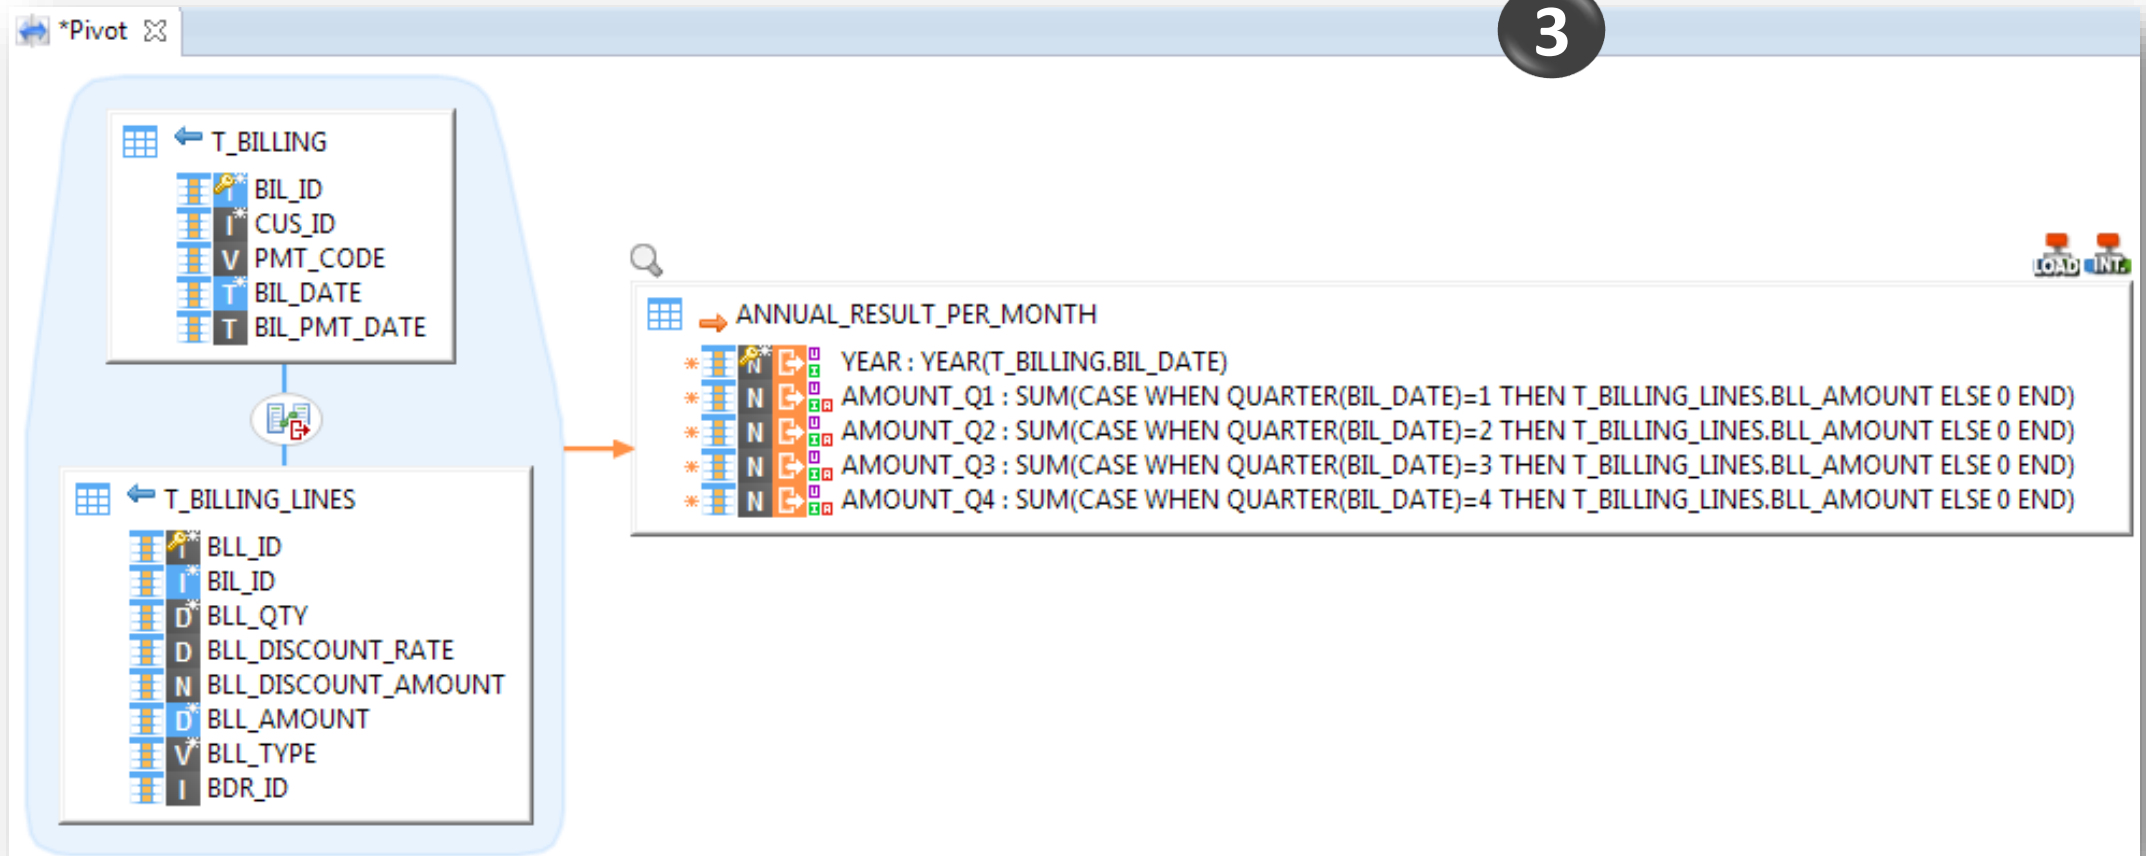 *Pivot
3
T_BILLING
BIL_ID
CUS_ID
PMT_CODE
BIL_DATE
BIL_PMT_DATE
T_BILLING_LINES
BLL_ID
BIL_ID
BLL_QTY
BLL_DISCOUNT_RATE
BLL_DISCOUNT_AMOUNT
BLL_AMOUNT
BLL_TYPE
BDR_ID
LOAD INT.
ANNUAL_RESULT_PER_MONTH
YEAR : YEAR(T_BILLING.BIL_DATE)
AMOUNT_Q1 : SUM(CASE WHEN QUARTER(BIL_DATE)=1 THEN T_BILLING_LINES.BLL_AMOUNT ELSE 0 END)
AMOUNT_Q2 : SUM(CASE WHEN QUARTER(BIL_DATE)=2 THEN T_BILLING_LINES.BLL_AMOUNT ELSE 0 END)
AMOUNT_Q3 : SUM(CASE WHEN QUARTER(BIL_DATE)=3 THEN T_BILLING_LINES.BLL_AMOUNT ELSE 0 END)
AMOUNT_Q4 : SUM(CASE WHEN QUARTER(BIL_DATE)=4 THEN T_BILLING_LINES.BLL_AMOUNT ELSE 0 END)